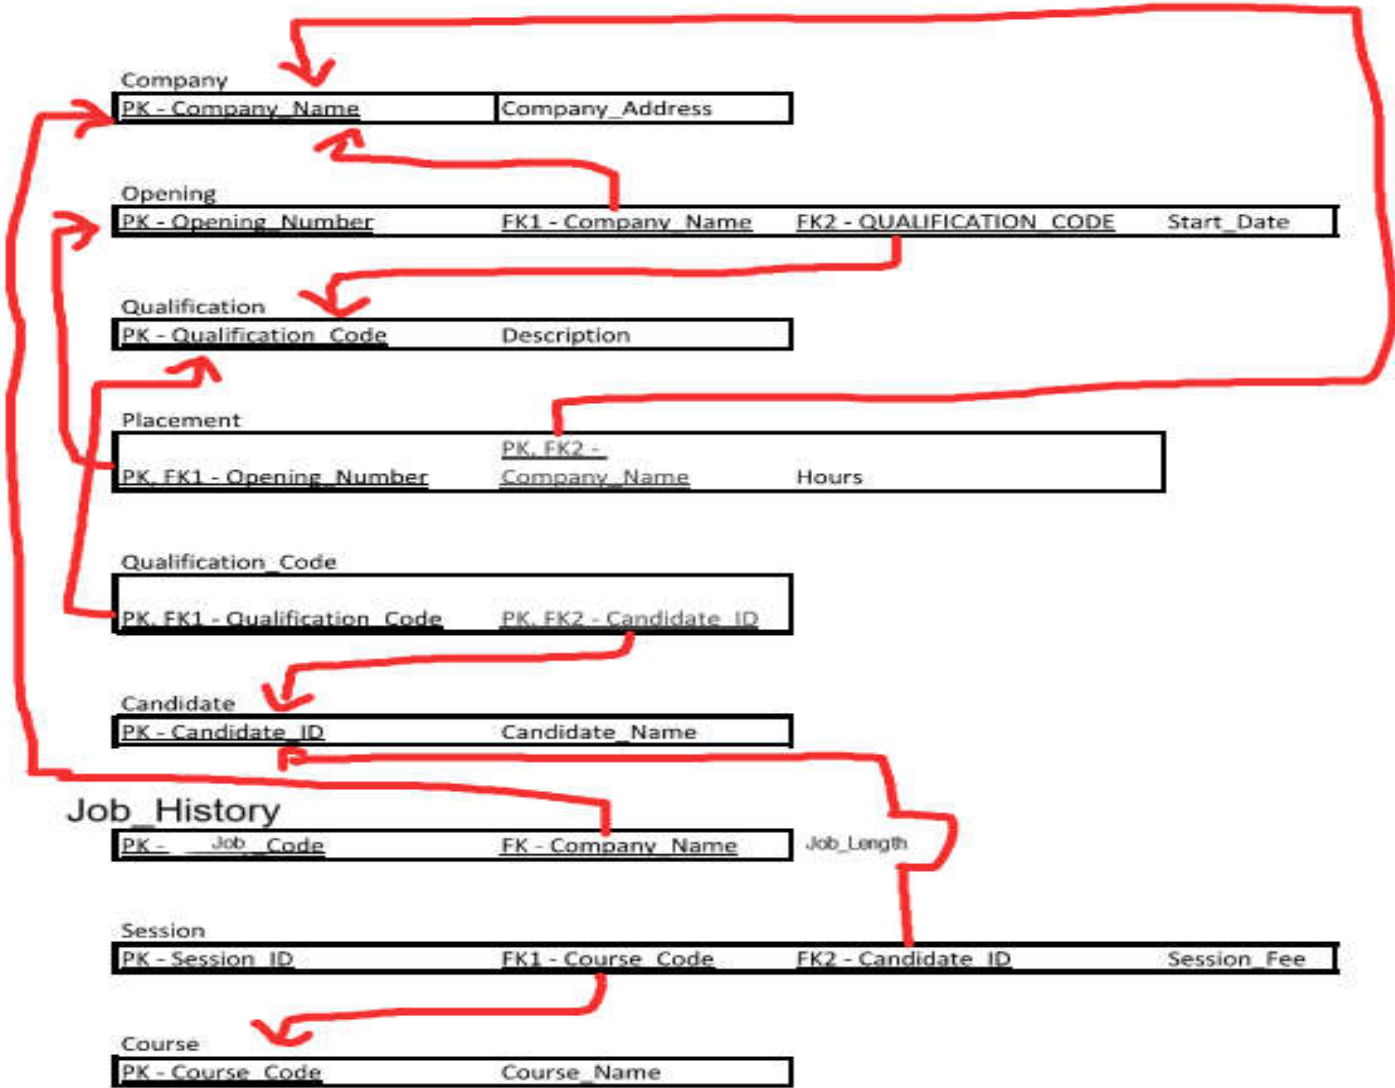 Company
PK - Company_Name Company_Address
Opening
PK - Opening_Number FK1 - Company_Name FK2 - QUALIFICATION_CODE Start_Date
Qualification
PK - Qualification_Code Description
Placement
PK, FK2 -
PK, FK1 - Opening_Number Company_Name Hours
Qualification_Code
PK, FK1 - Qualification_Code PK, FK2 - Candidate_ID
Candidate
PK - Candidate_ID Candidate_Name
Job_History
PK - Job_Code FK - Company_Name Job_Length
Session
PK - Session_ID FK1 - Course_Code FK2 - Candidate_ID Session_Fee
Course
PK - Course_Code Course_Name